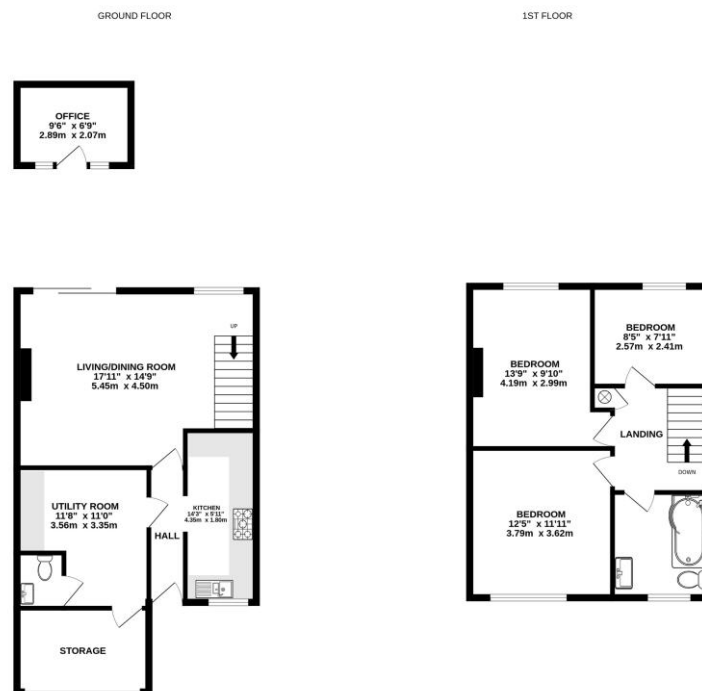 GROUND FLOOR
1ST FLOOR
OFFICE
9'6" x 6'9"
2.89m x 2.07m
UP
LIVING/DINING ROOM
17'11" x 14'9"
5.45m x 4.50m
UTILITY ROOM
11'8" x 11'0"
3.56m x 3.35m
HALL
KITCHEN
14'3" x 5'11"
4.35m x 1.80m
STORAGE
BEDROOM
13'9" x 9'10"
4.19m x 2.99m
BEDROOM
8'5" x 7'11"
2.57m x 2.41m
LANDING
DOWN
BEDROOM
12'5" x 11'11"
3.79m x 3.62m